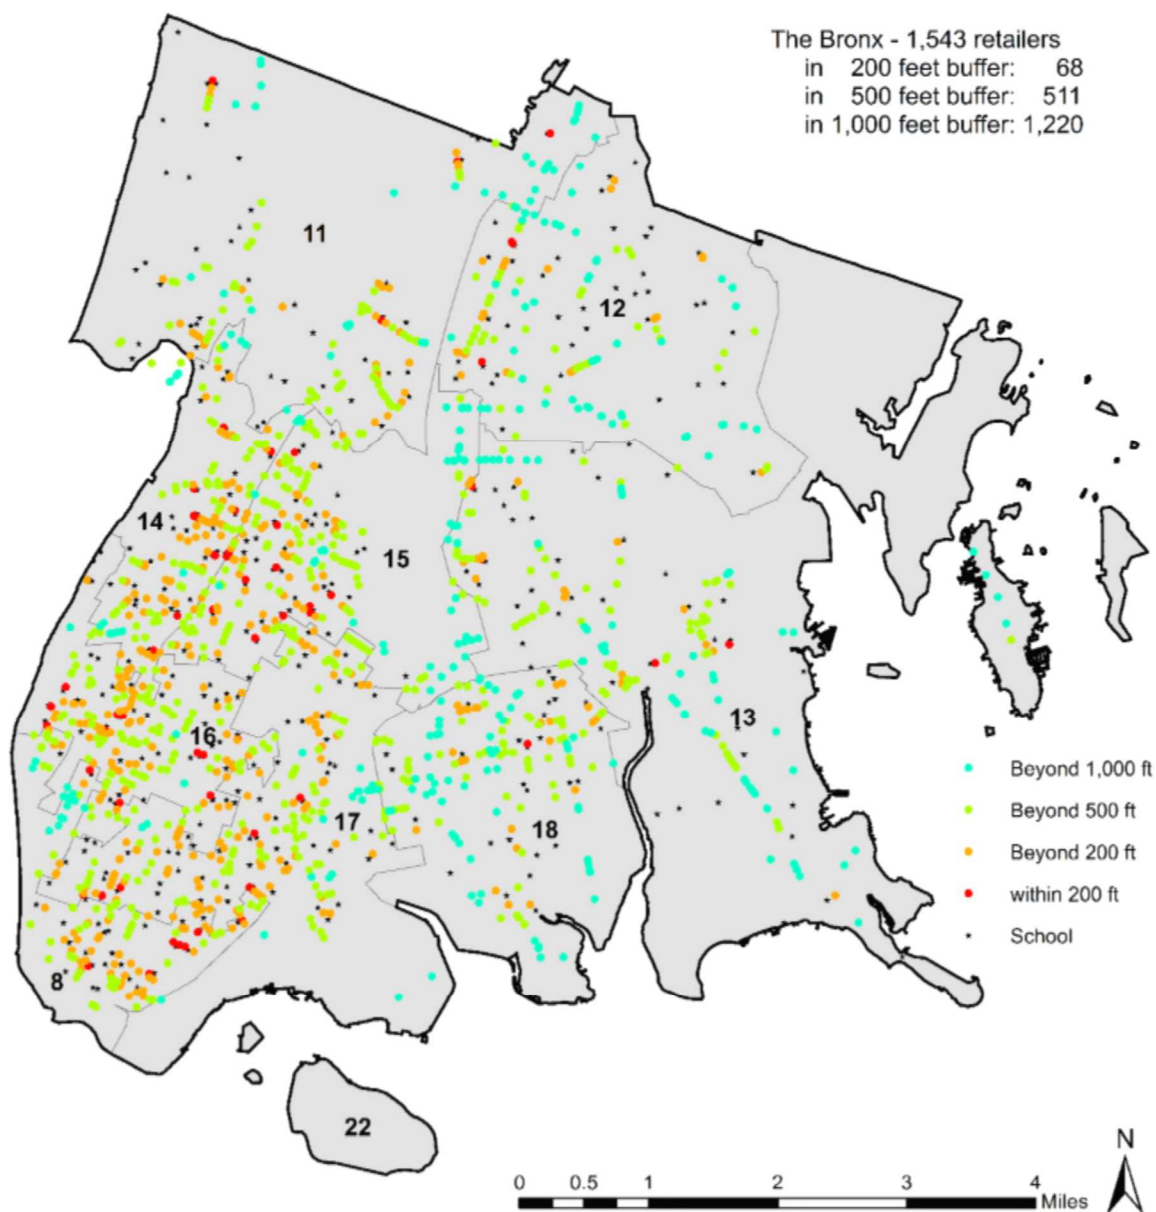 The Bronx - 1,543 retailers
in 200 feet buffer: 68
in 500 feet buffer: 511
in 1,000 feet buffer: 1,220
11
12
14
15
13
16
17
18
8
22
Beyond 1,000 ft
Beyond 500 ft
Beyond 200 ft
within 200 ft
School
N
0 0.5 1 2 3 4
Miles